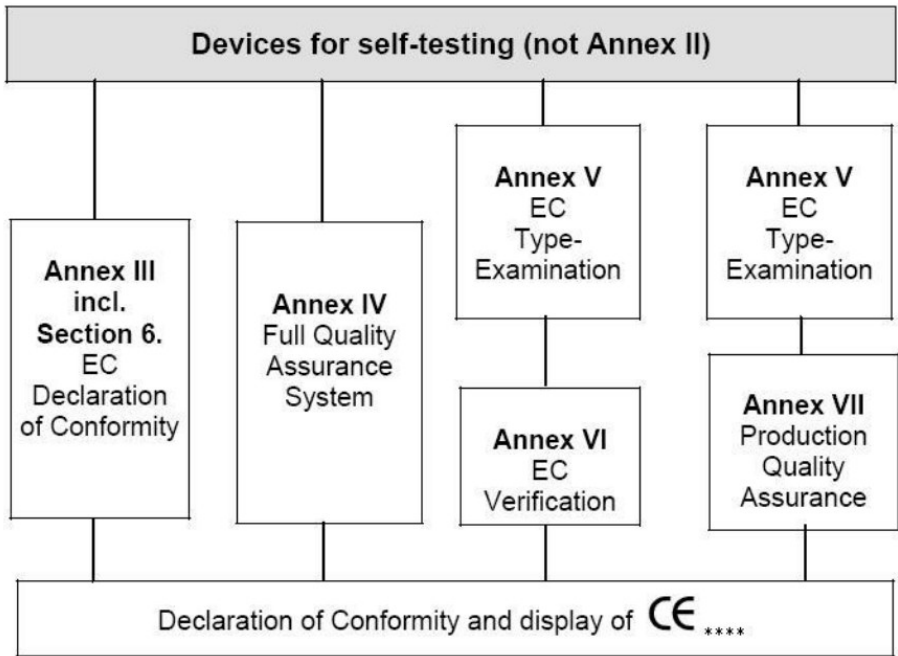 Devices for self-testing (not Annex II)
Annex III
incl.
Section 6.
EC
Declaration
of Conformity
Annex IV
Full Quality
Assurance
System
Annex V
EC
Type-
Examination
Annex VI
EC
Verification
Annex V
EC
Type-
Examination
Annex VII
Production
Quality
Assurance
Declaration of Conformity and display of CE ****